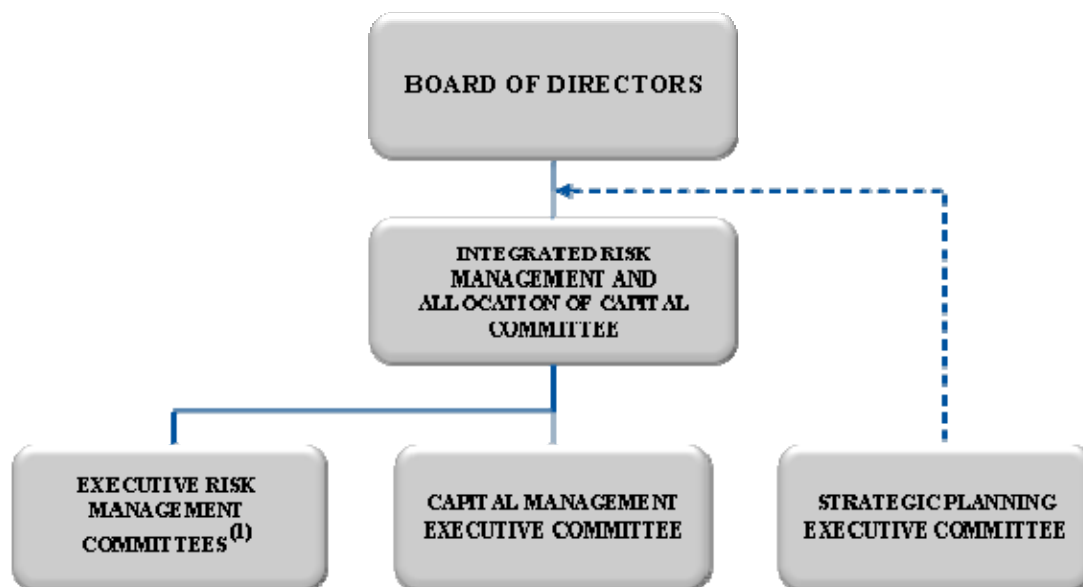 BOARD OF DIRECTORS
INTEGRATED RISK
MANAGEMENT AND
ALLOCATION OF CAPITAL
COMMITTEE
EXECUTIVE RISK
MANAGEMENT
COMMITTEES(1)
CAPITAL MANAGEMENT
EXECUTIVE COMMITTEE
STRATEGIC PLANNING
EXECUTIVE COMMITTEE